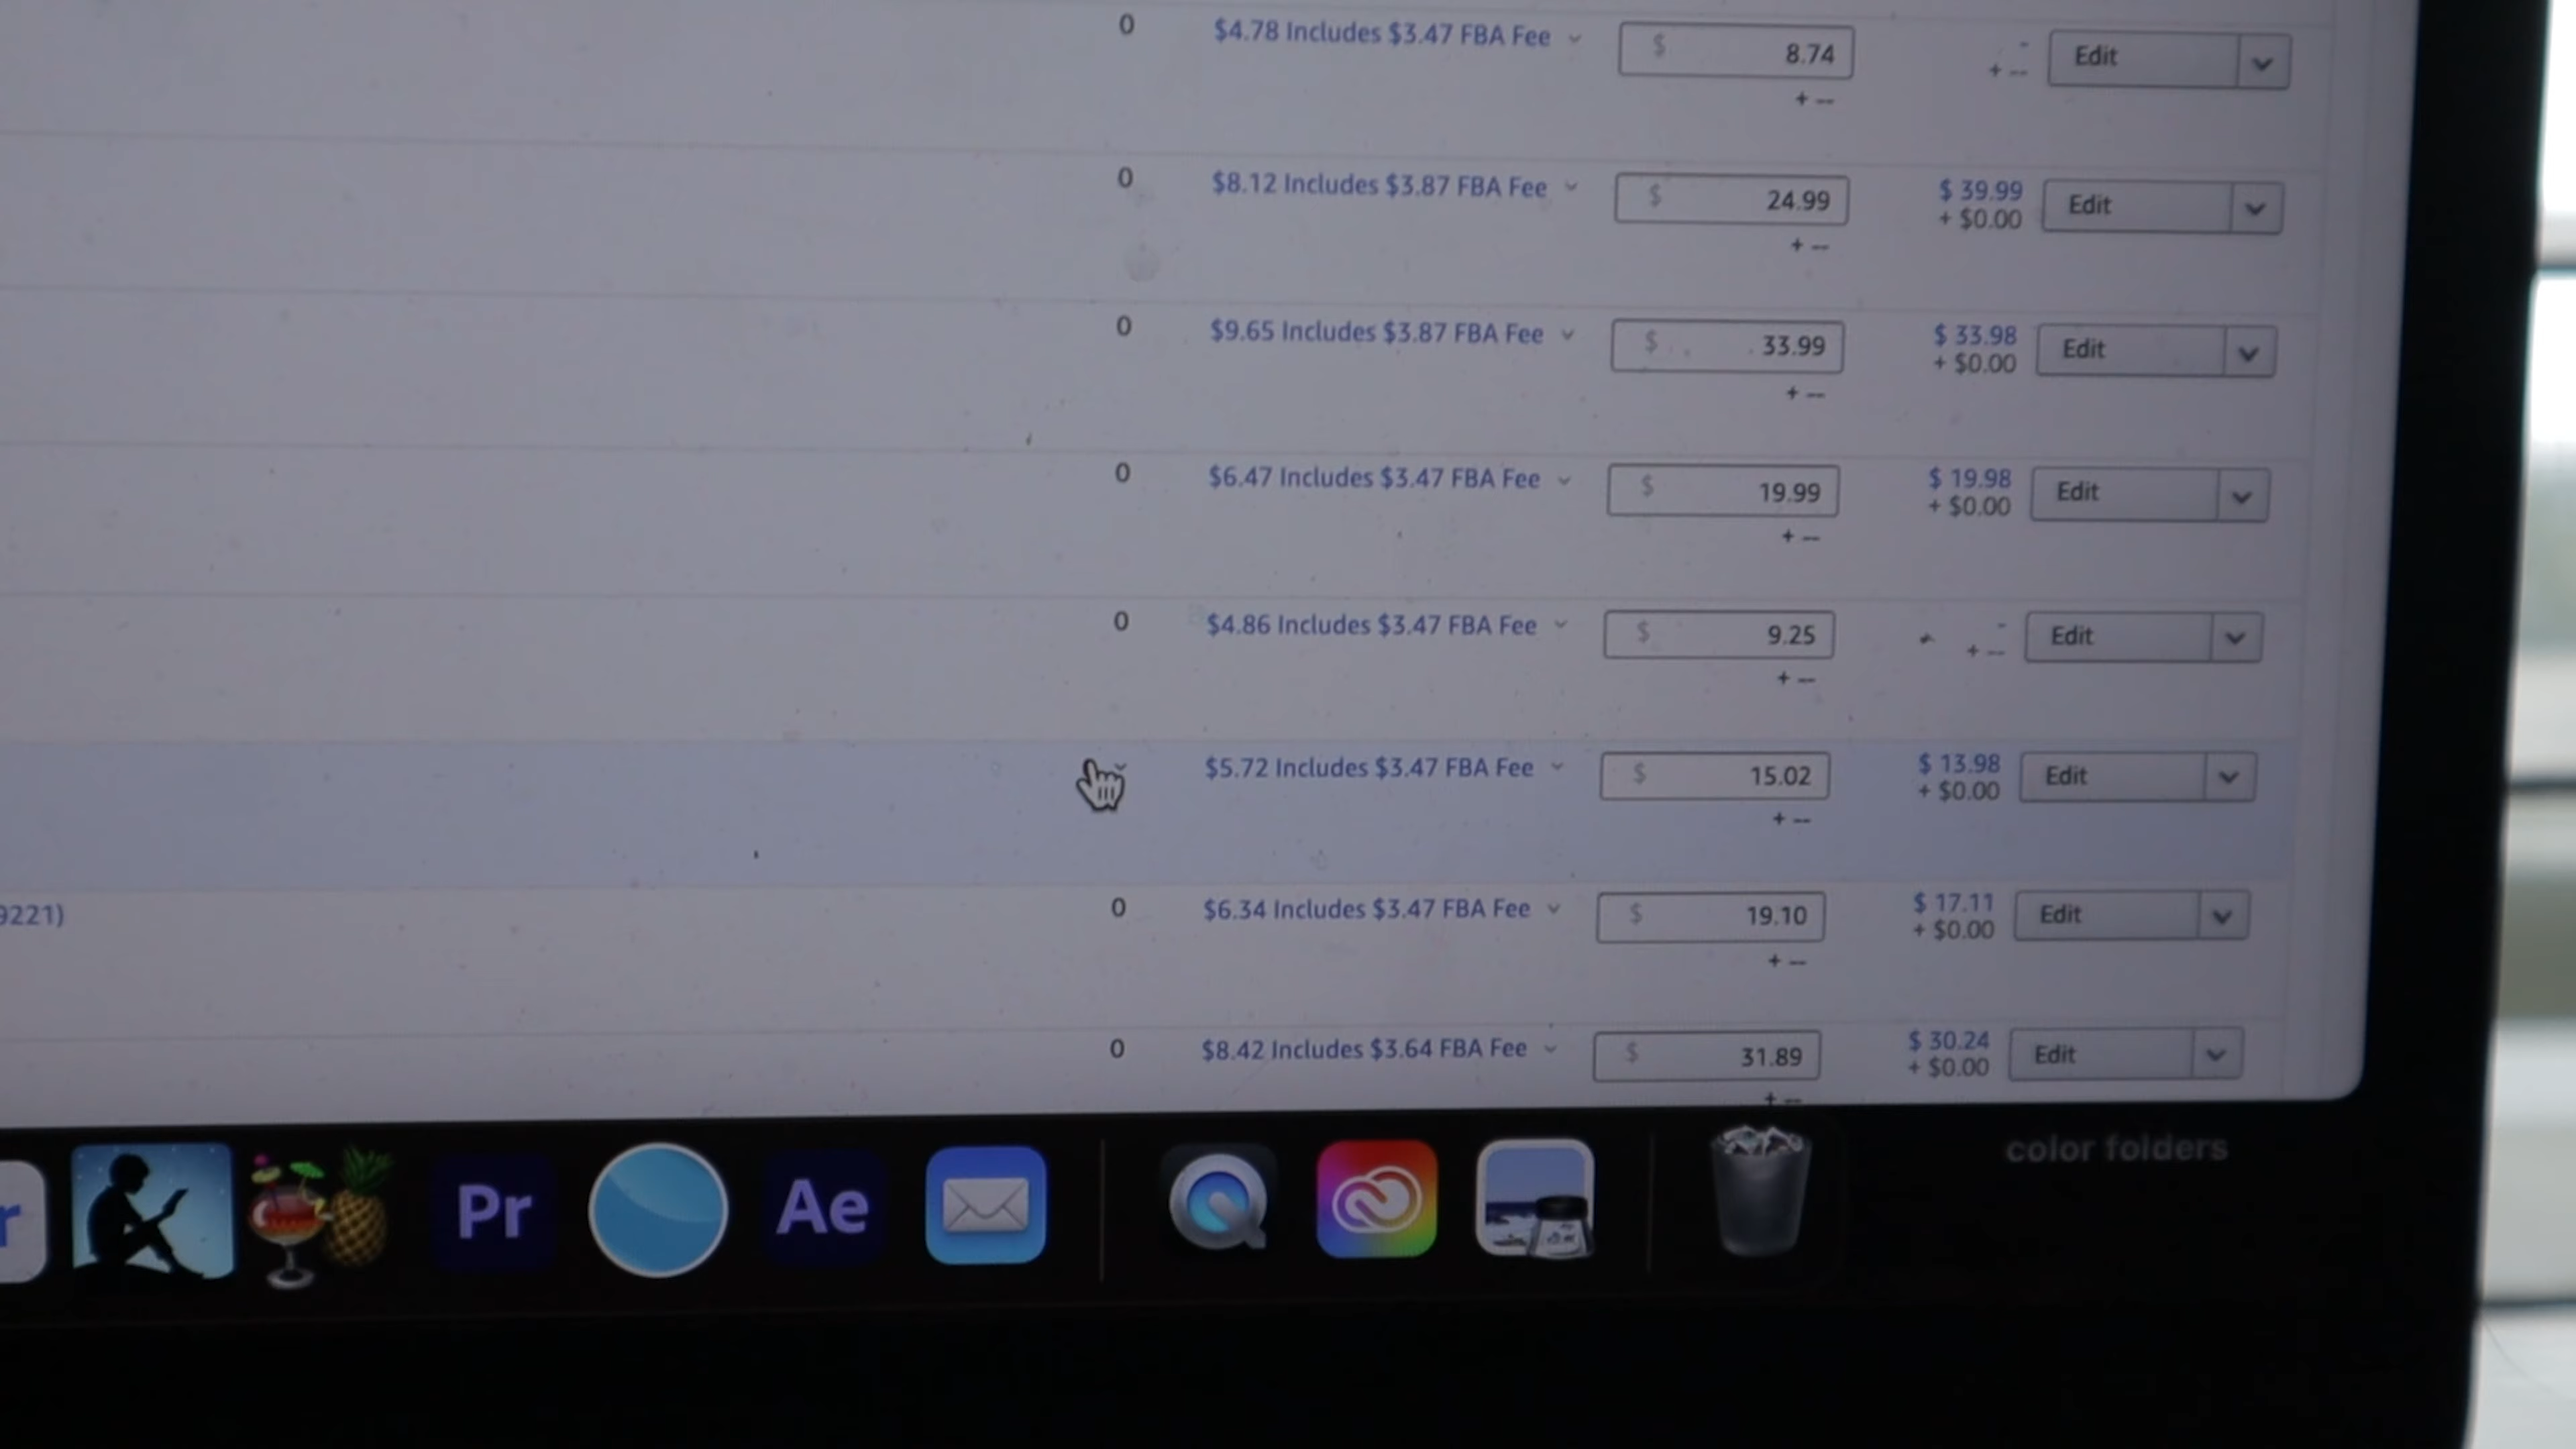 0 $4.78 Includes $3.47 FBA Fee $ 8.74 - Edit
+ -- + --
0 $8.12 Includes $3.87 FBA Fee $ 24.99 $ 39.99 Edit
+ -- + $0.00
0 $9.65 Includes $3.87 FBA Fee $ 33.99 $ 33.98 Edit
+ -- + $0.00
0 $6.47 Includes $3.47 FBA Fee $ 19.99 $ 19.98 Edit
+ -- + $0.00
0 $4.86 Includes $3.47 FBA Fee $ 9.25 - Edit
+ -- + --
$5.72 Includes $3.47 FBA Fee $ 15.02 $ 13.98 Edit
+ -- + $0.00
9221) 0 $6.34 Includes $3.47 FBA Fee $ 19.10 $ 17.11 Edit
+ -- + $0.00
0 $8.42 Includes $3.64 FBA Fee $ 31.89 $ 30.24 Edit
+ -- + $0.00
color folders
r Pr Ae